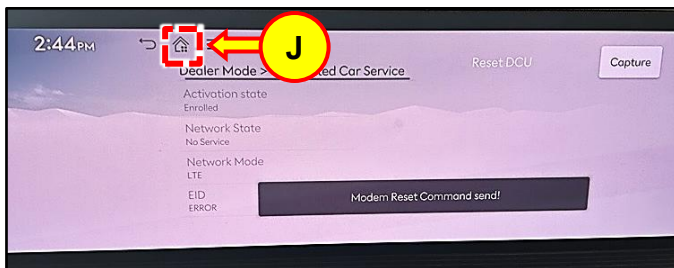 2:44PM
J
Dealer Mode > ted Car Service
Reset DCU
Capture
Activation state
Enrolled
Network State
No Service
Network Mode
LTE
EID
ERROR
Modem Reset Command send!